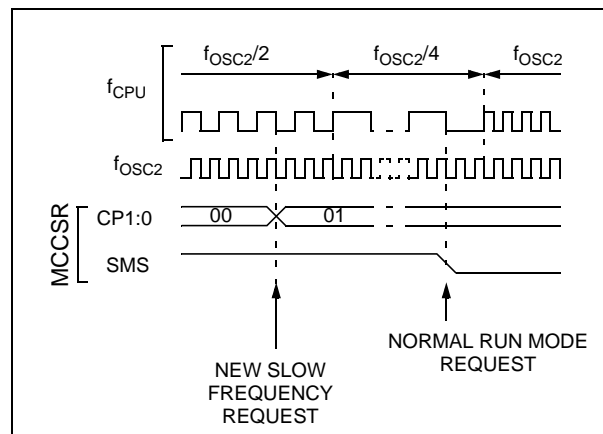 fOSC2/2
fOSC2/4
fOSC2
fCPU
fOSC2
MCCSR
CP1:0
00
01
SMS
NEW SLOW
FREQUENCY
REQUEST
NORMAL RUN MODE
REQUEST